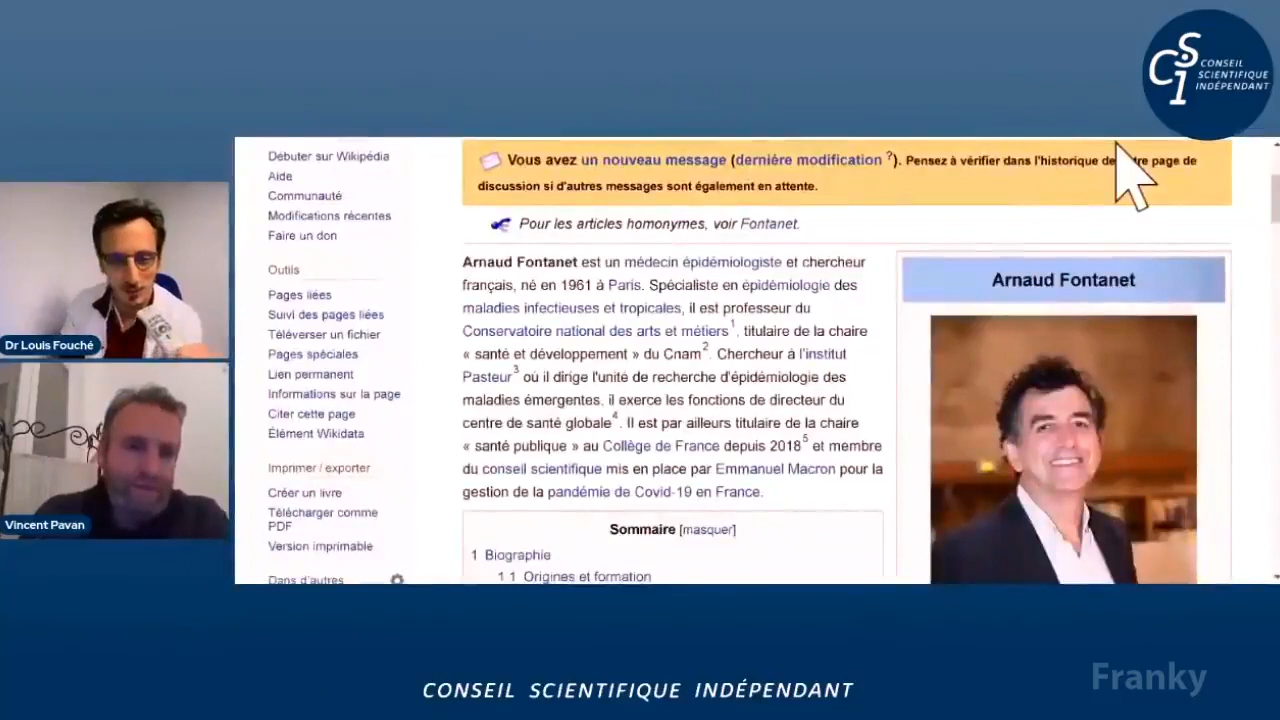 CSI
CONSEIL
SCIENTIFIQUE
INDÉPENDANT
Dr Louis Fouché
Vincent Pavan
Débuter sur Wikipédia
Aide
Communauté
Modifications récentes
Faire un don
Outils
Pages liées
Suivi des pages liées
Téléverser un fichier
Pages spéciales
Lien permanent
Informations sur la page
Citer cette page
Élément Wikidata
Imprimer / exporter
Créer un livre
Télécharger comme
PDF
Version imprimable
Dans d'autres
Vous avez un nouveau message (dernière modification ?). Pensez à vérifier dans l'historique de page de
discussion si d'autres messages sont également en attente.
Pour les articles homonymes, voir Fontanet.
Arnaud Fontanet est un médecin épidémiologiste et chercheur
français, né en 1961 à Paris. Spécialiste en épidémiologie des
maladies infectieuses et tropicales, il est professeur du
Conservatoire national des arts et métiers1, titulaire de la chaire
« santé et développement » du Cnam2. Chercheur à l'institut
Pasteur3 où il dirige l'unité de recherche d'épidémiologie des
maladies émergentes, il exerce les fonctions de directeur du
centre de santé globale4. Il est par ailleurs titulaire de la chaire
« santé publique » au Collège de France depuis 20185 et membre
du conseil scientifique mis en place par Emmanuel Macron pour la
gestion de la pandémie de Covid-19 en France.
Sommaire [masquer]
1 Biographie
1.1 Origines et formation
Arnaud Fontanet
CONSEIL SCIENTIFIQUE INDÉPENDANT
Franky